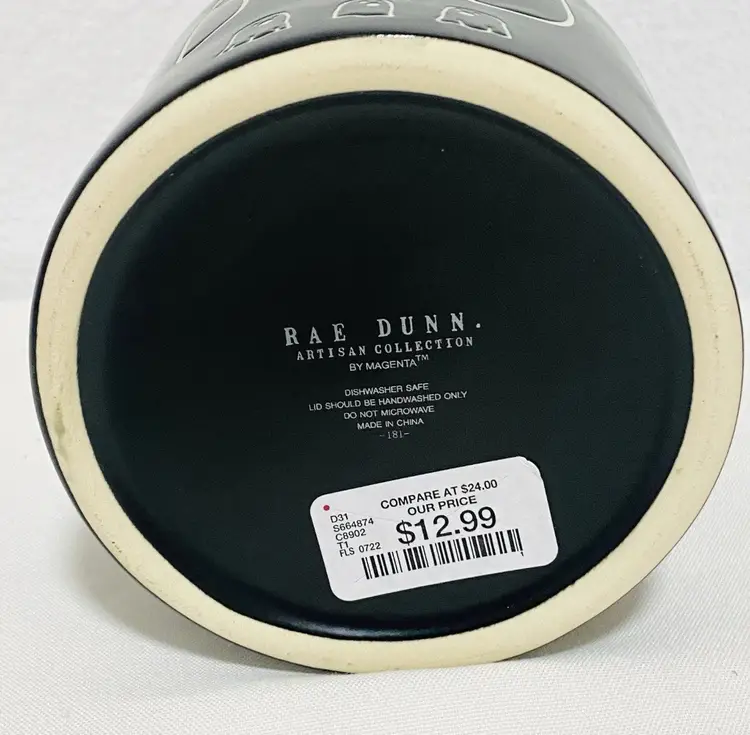 RAE DUNN.
ARTISAN COLLECTION
BY MAGENTA™
DISHWASHER SAFE
LID SHOULD BE HANDWASHED ONLY
DO NOT MICROWAVE
MADE IN CHINA
-181-
D31
S664874
C8902
T1
FLS 0722
COMPARE AT $24.00
OUR PRICE
$12.99